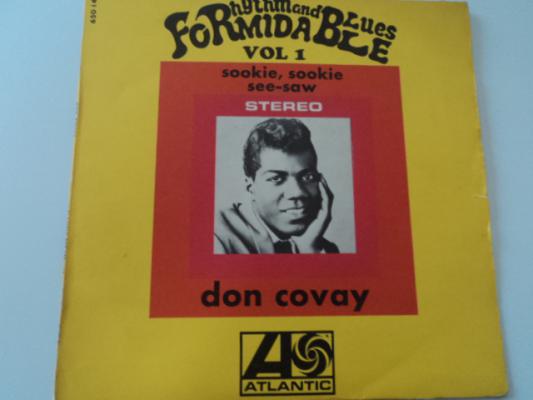 Rhythm and Blues
FoRMIDaBLE
VOL 1
sookie, sookie
see-saw
STEREO
don covay
ATLANTIC